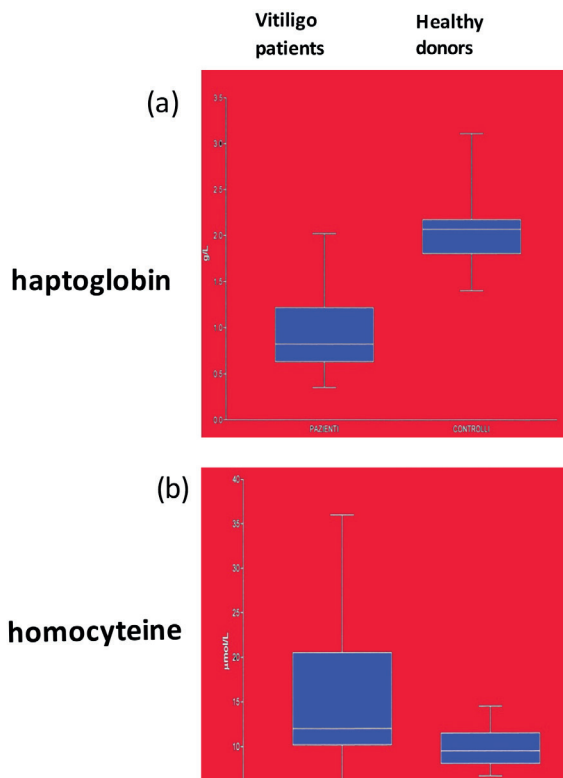 Vitiligo
patients
Healthy
donors
(a)
3.5
3.0
2.5
2.0
g/L
haptoglobin
1.5
1.0
0.5
0.0
PAZIENTI
CONTROLLI
(b)
40
35
30
25
homocyteine
µmol/L
20
15
10